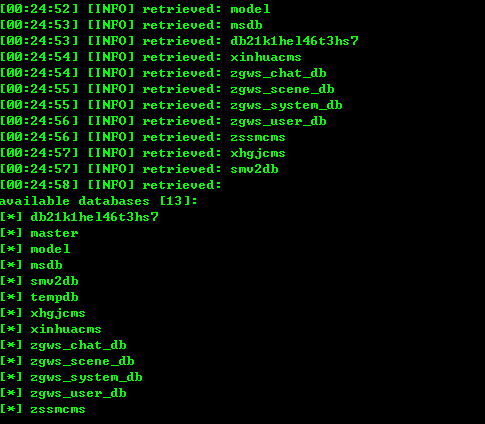 [00:24:52] [INFO] retrieved: model
[00:24:53] [INFO] retrieved: msdb
[00:24:53] [INFO] retrieved: db21k1hel46t3hs7
[00:24:54] [INFO] retrieved: xinhuacms
[00:24:54] [INFO] retrieved: zgws_chat_db
[00:24:55] [INFO] retrieved: zgws_scene_db
[00:24:55] [INFO] retrieved: zgws_system_db
[00:24:56] [INFO] retrieved: zgws_user_db
[00:24:56] [INFO] retrieved: zssmcms
[00:24:57] [INFO] retrieved: xhgjcms
[00:24:57] [INFO] retrieved: smv2db
[00:24:58] [INFO] retrieved:
available databases [13]:
[*] db21k1hel46t3hs7
[*] master
[*] model
[*] msdb
[*] smv2db
[*] tempdb
[*] xhgjcms
[*] xinhuacms
[*] zgws_chat_db
[*] zgws_scene_db
[*] zgws_system_db
[*] zgws_user_db
[*] zssmcms